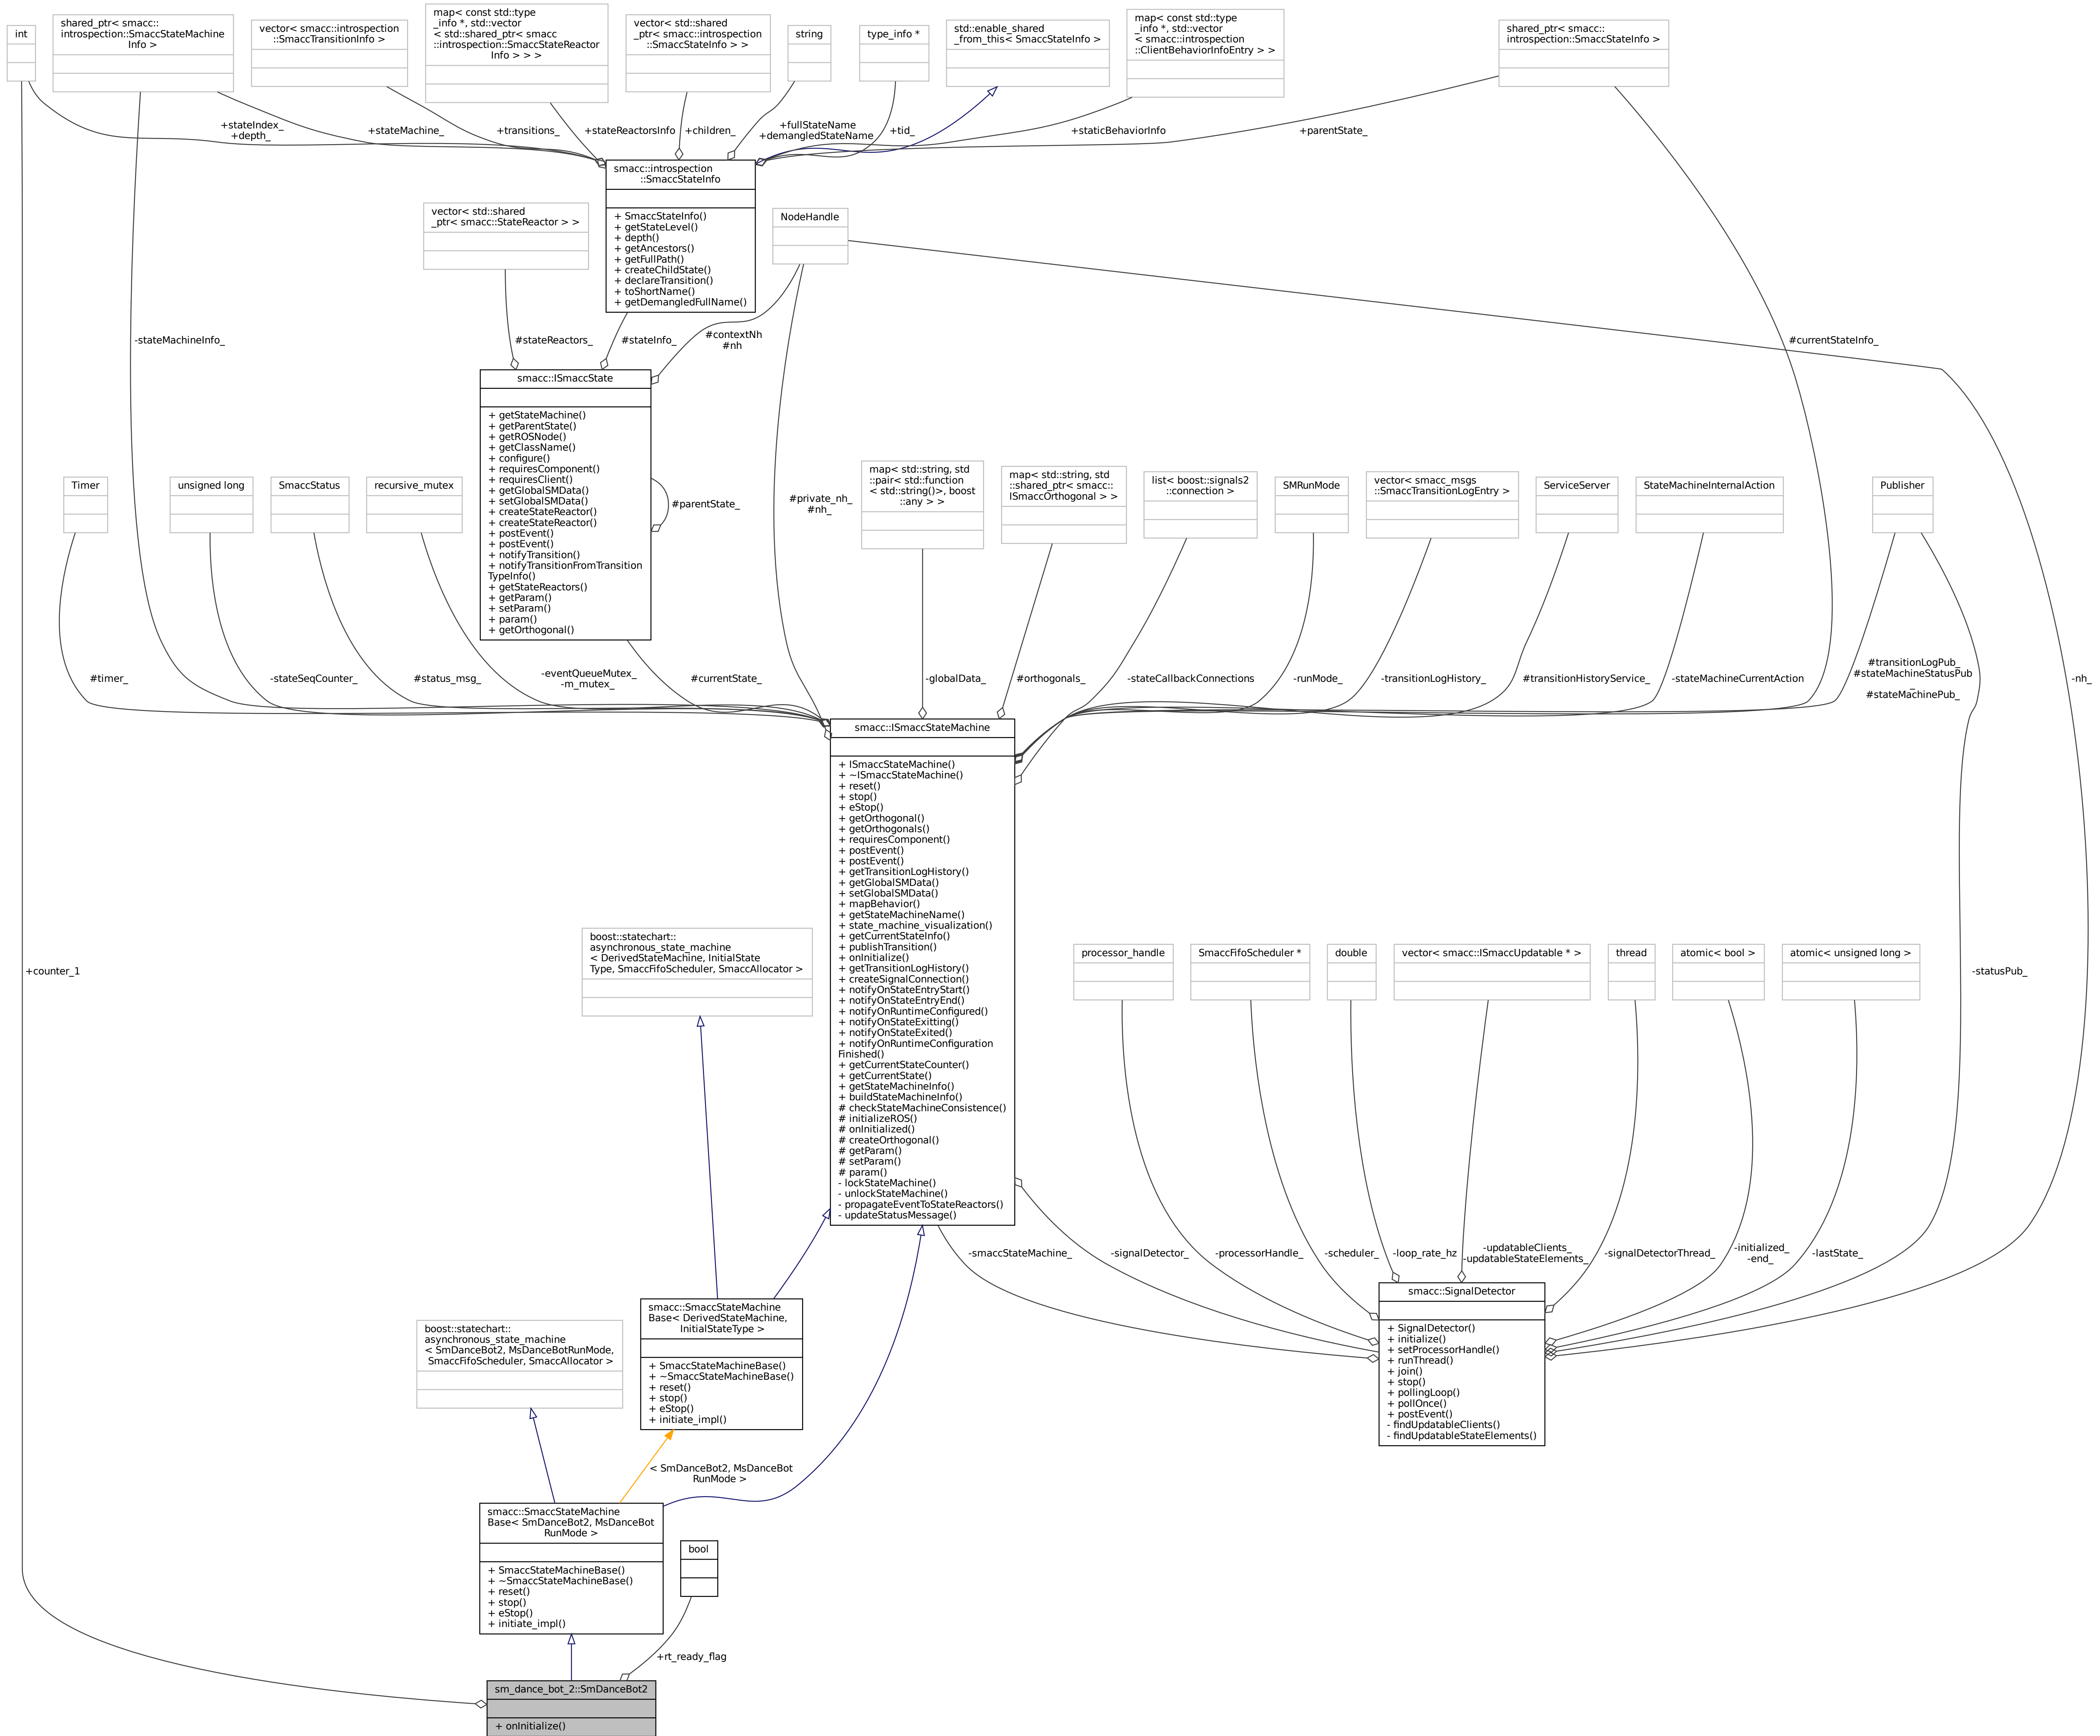 int
shared_ptr< smacc::
introspection::SmaccStateMachine
Info >
vector< smacc::introspection
::SmaccTransitionInfo >
map< const std::type
_info *, std::vector
< std::shared_ptr< smacc
::introspection::SmaccStateReactor
Info > > >
vector< std::shared
_ptr< smacc::introspection
::SmaccStateInfo > >
string
type_info *
std::enable_shared
_from_this< SmaccStateInfo >
map< const std::type
_info *, std::vector
< smacc::introspection
::ClientBehaviorInfoEntry > >
shared_ptr< smacc::
introspection::SmaccStateInfo >
+stateIndex_
+depth_
+stateMachine_
+transitions_
+stateReactorsInfo
+children_
+fullStateName
+demangledStateName
+tid_
+staticBehaviorInfo
+parentState_
smacc::introspection
::SmaccStateInfo
+ SmaccStateInfo()
+ getStateLevel()
+ depth()
+ getAncestors()
+ getFullPath()
+ createChildState()
+ declareTransition()
+ toShortName()
+ getDemangledFullName()
vector< std::shared
_ptr< smacc::StateReactor > >
NodeHandle
-stateMachineInfo_
#stateReactors_
#stateInfo_
#contextNh
#nh
#currentStateInfo_
smacc::ISmaccState
+ getStateMachine()
+ getParentState()
+ getROSNode()
+ getClassName()
+ configure()
+ requiresComponent()
+ requiresClient()
+ getGlobalSMData()
+ setGlobalSMData()
+ createStateReactor()
+ createStateReactor()
+ postEvent()
+ postEvent()
+ notifyTransition()
+ notifyTransitionFromTransition
TypeInfo()
+ getStateReactors()
+ getParam()
+ setParam()
+ param()
+ getOrthogonal()
#parentState_
#private_nh_
#nh_
Timer
unsigned long
SmaccStatus
recursive_mutex
map< std::string, std
::pair< std::function
< std::string()>, boost
::any > >
map< std::string, std
::shared_ptr< smacc::
ISmaccOrthogonal > >
list< boost::signals2
::connection >
SMRunMode
vector< smacc_msgs
::SmaccTransitionLogEntry >
ServiceServer
StateMachineInternalAction
Publisher
#timer_
-stateSeqCounter_
#status_msg_
-eventQueueMutex_
-m_mutex_
#currentState_
-globalData_
#orthogonals_
-stateCallbackConnections
-runMode_
-transitionLogHistory_
#transitionHistoryService_
-stateMachineCurrentAction
#transitionLogPub_
#stateMachineStatusPub
_
#stateMachinePub_
-nh_
smacc::ISmaccStateMachine
+ ISmaccStateMachine()
+ ~ISmaccStateMachine()
+ reset()
+ stop()
+ eStop()
+ getOrthogonal()
+ getOrthogonals()
+ requiresComponent()
+ postEvent()
+ postEvent()
+ getTransitionLogHistory()
+ getGlobalSMData()
+ setGlobalSMData()
+ mapBehavior()
+ getStateMachineName()
+ state_machine_visualization()
+ getCurrentStateInfo()
+ publishTransition()
+ onInitialize()
+ getTransitionLogHistory()
+ createSignalConnection()
+ notifyOnStateEntryStart()
+ notifyOnStateEntryEnd()
+ notifyOnRuntimeConfigured()
+ notifyOnStateExitting()
+ notifyOnStateExited()
+ notifyOnRuntimeConfiguration
Finished()
+ getCurrentStateCounter()
+ getCurrentState()
+ getStateMachineInfo()
+ buildStateMachineInfo()
# checkStateMachineConsistence()
# initializeROS()
# onInitialized()
# createOrthogonal()
# getParam()
# setParam()
# param()
- lockStateMachine()
- unlockStateMachine()
- propagateEventToStateReactors()
- updateStatusMessage()
boost::statechart::
asynchronous_state_machine
< DerivedStateMachine, InitialState
Type, SmaccFifoScheduler, SmaccAllocator >
+counter_1
processor_handle
SmaccFifoScheduler *
double
vector< smacc::ISmaccUpdatable * >
thread
atomic< bool >
atomic< unsigned long >
-statusPub_
-smaccStateMachine_
-signalDetector_
-processorHandle_
-scheduler_
-loop_rate_hz
-updatableClients_
-updatableStateElements_
-signalDetectorThread_
-initialized_
-end_
-lastState_
smacc::SignalDetector
+ SignalDetector()
+ initialize()
+ setProcessorHandle()
+ runThread()
+ join()
+ stop()
+ pollingLoop()
+ pollOnce()
+ postEvent()
- findUpdatableClients()
- findUpdatableStateElements()
smacc::SmaccStateMachine
Base< DerivedStateMachine,
InitialStateType >
+ SmaccStateMachineBase()
+ ~SmaccStateMachineBase()
+ reset()
+ stop()
+ eStop()
+ initiate_impl()
boost::statechart::
asynchronous_state_machine
< SmDanceBot2, MsDanceBotRunMode,
SmaccFifoScheduler, SmaccAllocator >
< SmDanceBot2, MsDanceBot
RunMode >
smacc::SmaccStateMachine
Base< SmDanceBot2, MsDanceBot
RunMode >
+ SmaccStateMachineBase()
+ ~SmaccStateMachineBase()
+ reset()
+ stop()
+ eStop()
+ initiate_impl()
bool
+rt_ready_flag
sm_dance_bot_2::SmDanceBot2
+ onInitialize()